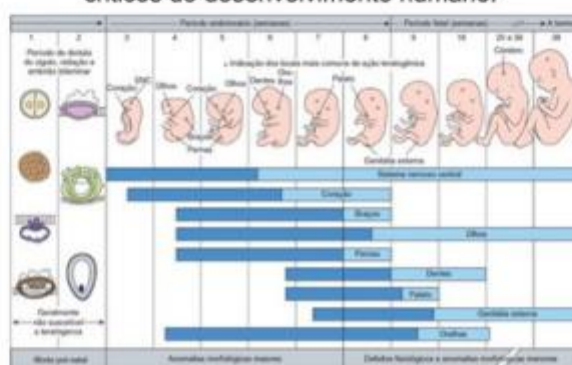 críticos do desenvolvimento humano.
Período embrionário (semanas)
Período fetal (semanas)
A termo
1 2 3 4 5 6 7 8 9 16 20 a 36 38
Período de divisão
do zigoto, nidação e
embrião bilaminar
Indicação dos locais mais comuns de ação teratogênica
SNC
Coração
Olhos
Coração
Olhos
Dentes
Palato
Cérebro
Braços
Pernas
Genitália externa
Sistema nervoso central
Coração
Braços
Olhos
Pernas
Dentes
Palato
Genitália externa
Orelhas
Geralmente
não suscetível
a teratógenos
Morte pré-natal
Anomalias morfológicas maiores
Defeitos fisiológicos e anomalias morfológicas menores